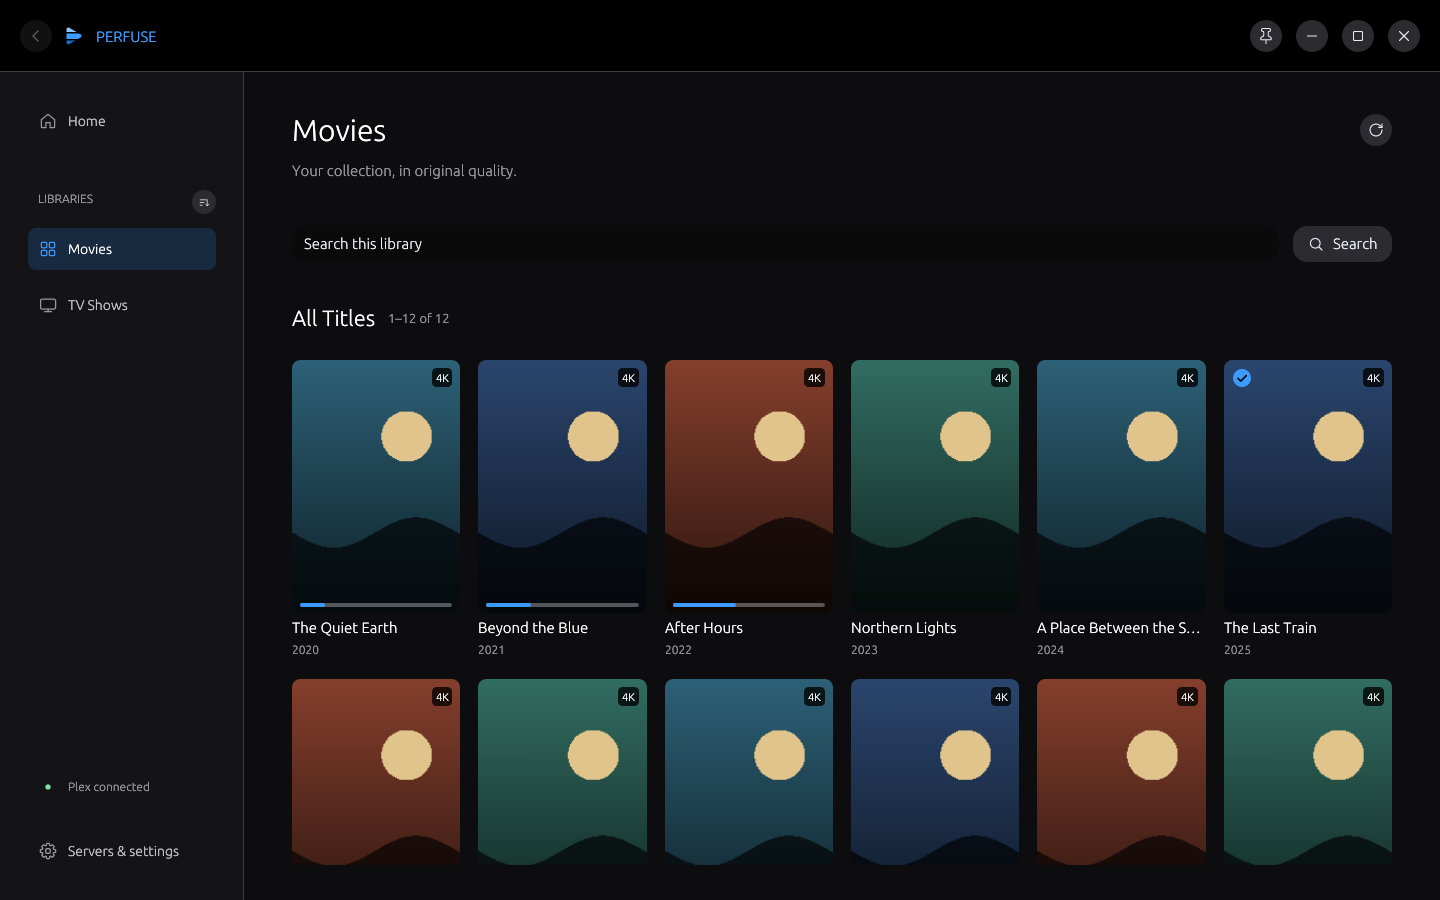 PERFUSE
Home
LIBRARIES
Movies
TV Shows
Plex connected
Servers & settings
Movies
Your collection, in original quality.
Search this library
Search
All Titles 1–12 of 12
4K 4K 4K 4K 4K 4K
The Quiet Earth
2020
Beyond the Blue
2021
After Hours
2022
Northern Lights
2023
A Place Between the S…
2024
The Last Train
2025
4K 4K 4K 4K 4K 4K